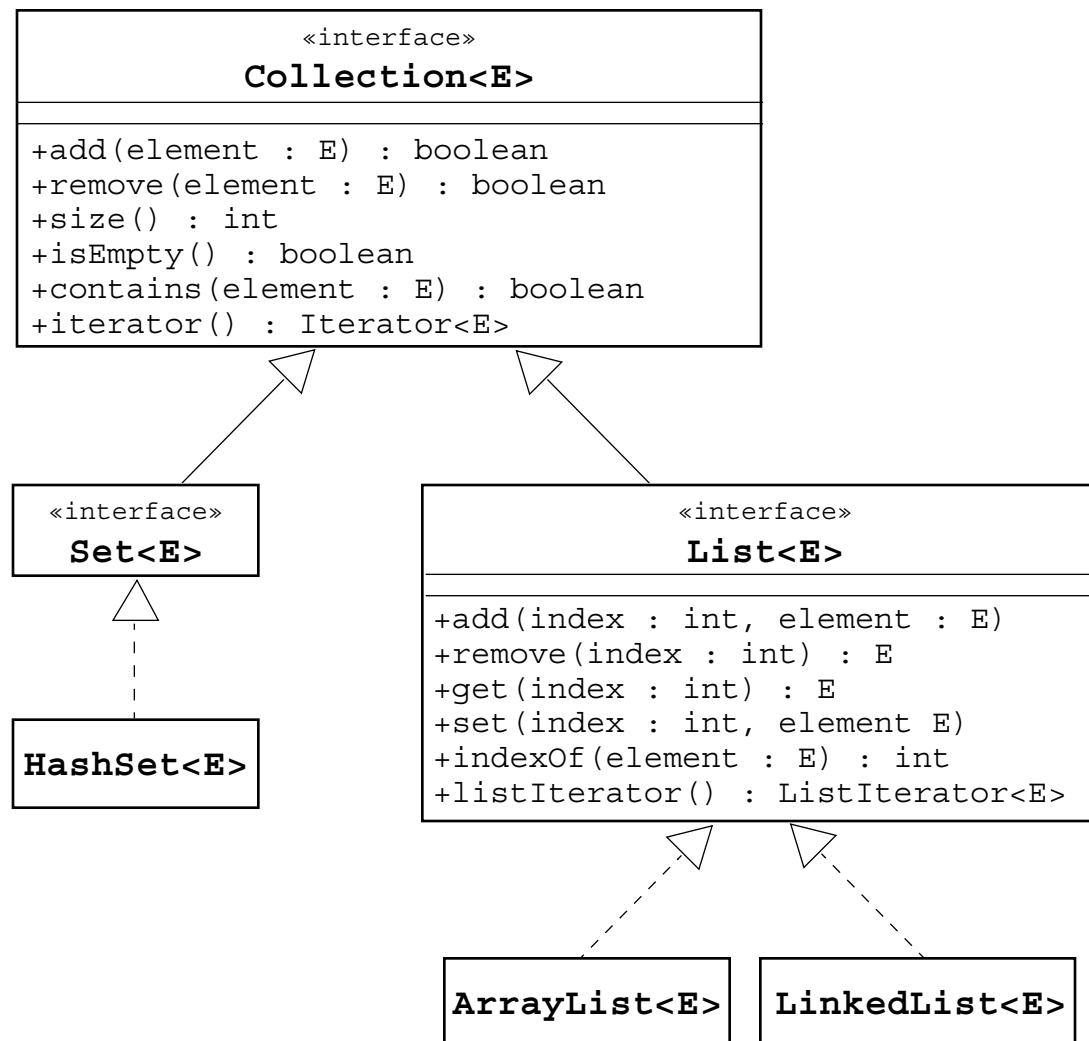 «interface»
Collection<E>
+add(element : E) : boolean
+remove(element : E) : boolean
+size() : int
+isEmpty() : boolean
+contains(element : E) : boolean
+iterator() : Iterator<E>
«interface»
Set<E>
HashSet<E>
«interface»
List<E>
+add(index : int, element : E)
+remove(index : int) : E
+get(index : int) : E
+set(index : int, element E)
+indexOf(element : E) : int
+listIterator() : ListIterator<E>
ArrayList<E>
LinkedList<E>